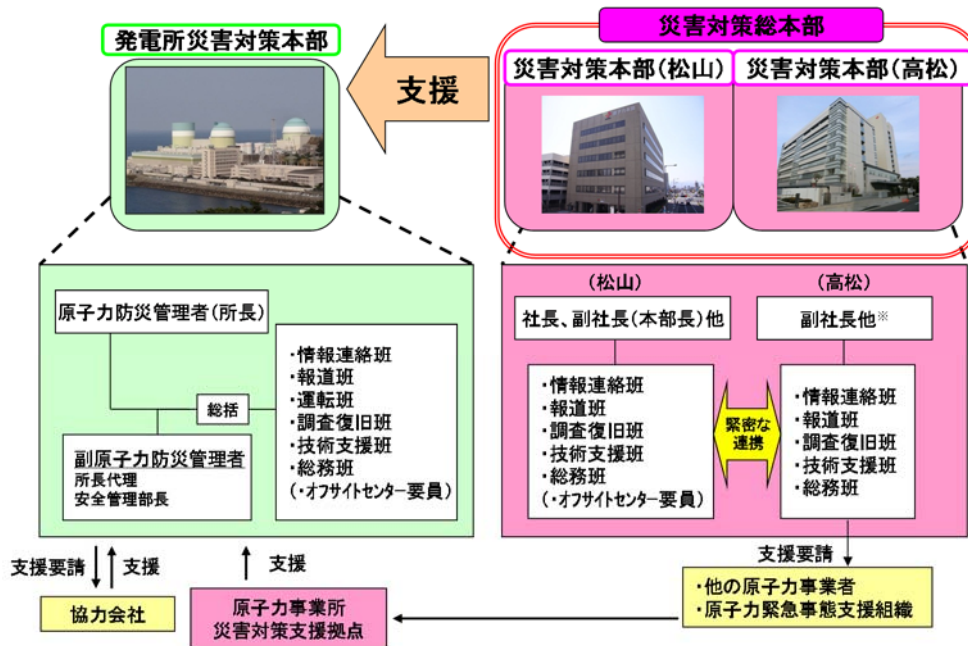 発電所災害対策本部
支援
災害対策総本部
災害対策本部(松山)
災害対策本部(高松)
原子力防災管理者(所長)
総括
副原子力防災管理者
所長代理
安全管理部長
・情報連絡班
・報道班
・運転班
・調査復旧班
・技術支援班
・総務班
(・オフサイトセンター要員)
(松山)
社長、副社長(本部長)他
・情報連絡班
・報道班
・調査復旧班
・技術支援班
・総務班
(・オフサイトセンター要員)
緊密な
連携
(高松)
副社長他※
・情報連絡班
・報道班
・調査復旧班
・技術支援班
・総務班
支援要請
支援
協力会社
支援
原子力事業所
災害対策支援拠点
支援要請
・他の原子力事業者
・原子力緊急事態支援組織